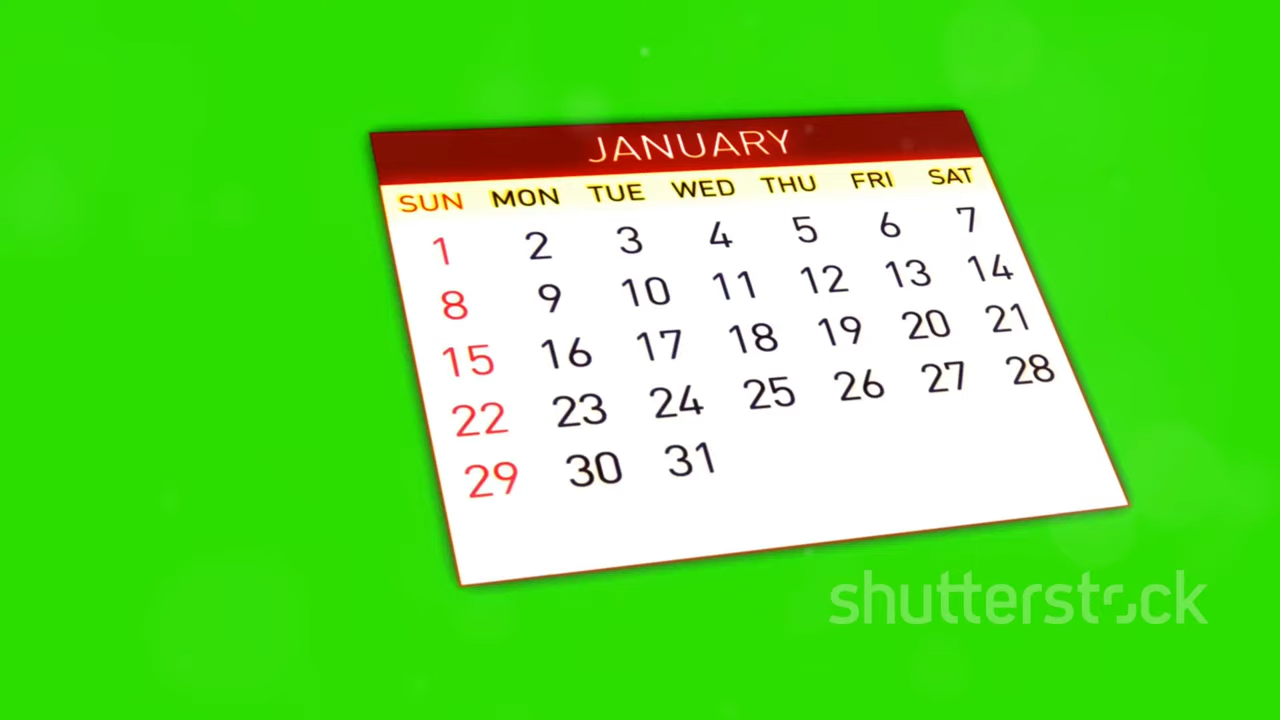 JANUARY
SUN MON TUE WED THU FRI SAT
1 2 3 4 5 6 7
8 9 10 11 12 13 14
15 16 17 18 19 20 21
22 23 24 25 26 27 28
29 30 31
shutterstock